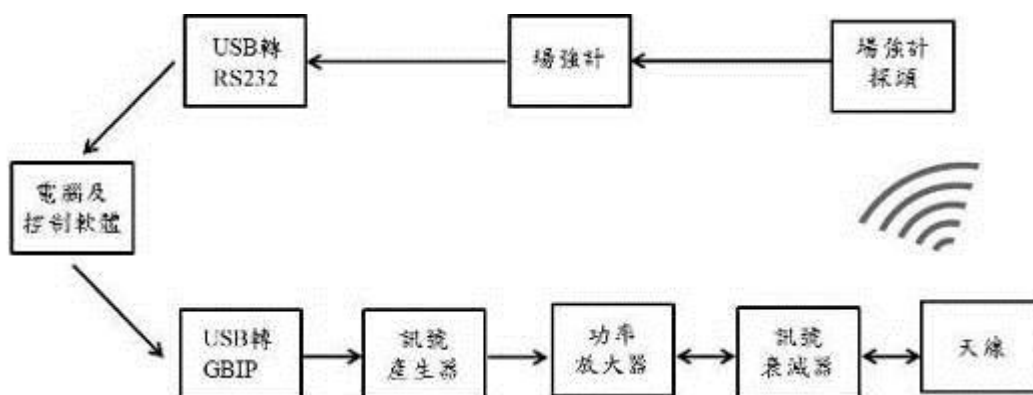 USB轉
RS232
場強計
場強計
探頭
電腦及
控制軟體
USB轉
GBIP
訊號
產生器
功率
放大器
訊號
衰減器
天線